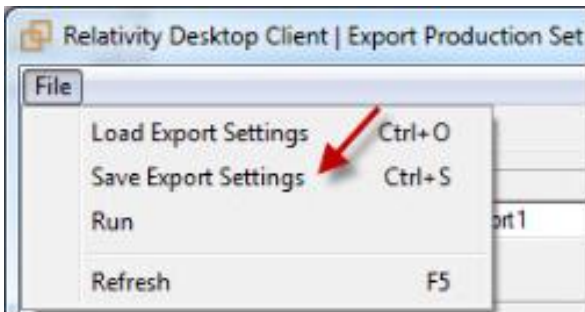 Relativity Desktop Client | Export Production Set
File
Load Export Settings Ctrl+O
Save Export Settings Ctrl+S
Run
Refresh F5